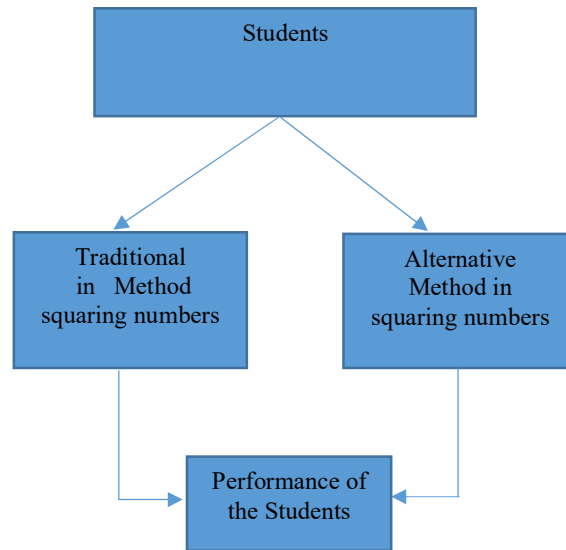 Students
Traditional
in Method
squaring numbers
Alternative
Method in
squaring numbers
Performance of
the Students